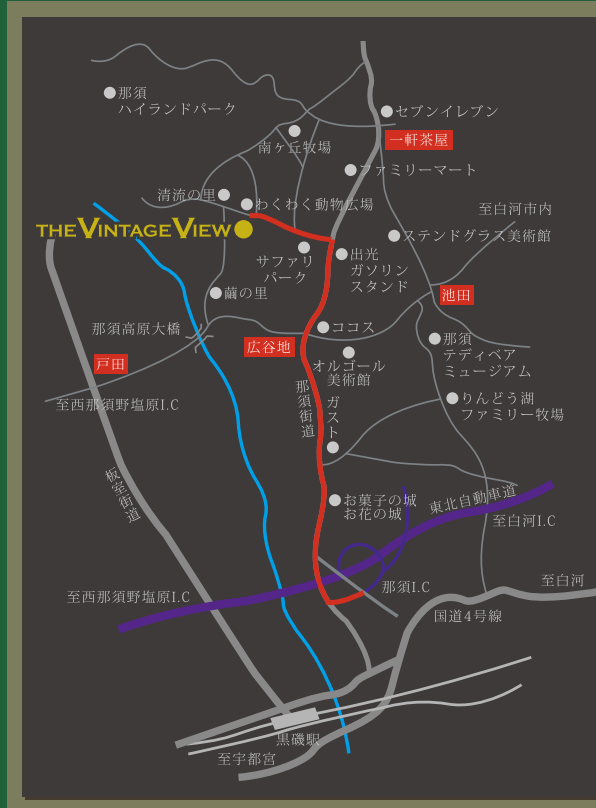 那須
ハイランドパーク
セブンイレブン
一軒茶屋
南ヶ丘牧場
ファミリーマート
清流の里
わくわく動物広場
至白河市内
THE VINTAGE VIEW
ステンドグラス美術館
サファリ
パーク
出光
ガソリン
スタンド
繭の里
池田
那須高原大橋
ココス
広谷地
那須
テディベア
ミュージアム
戸田
オルゴール
美術館
至西那須野塩原I.C
那須街道
ガスト
りんどう湖
ファミリー牧場
板室街道
お菓子の城
お花の城
東北自動車道
至白河I.C
至西那須野塩原I.C
那須I.C
至白河
国道4号線
黒磯駅
至宇都宮